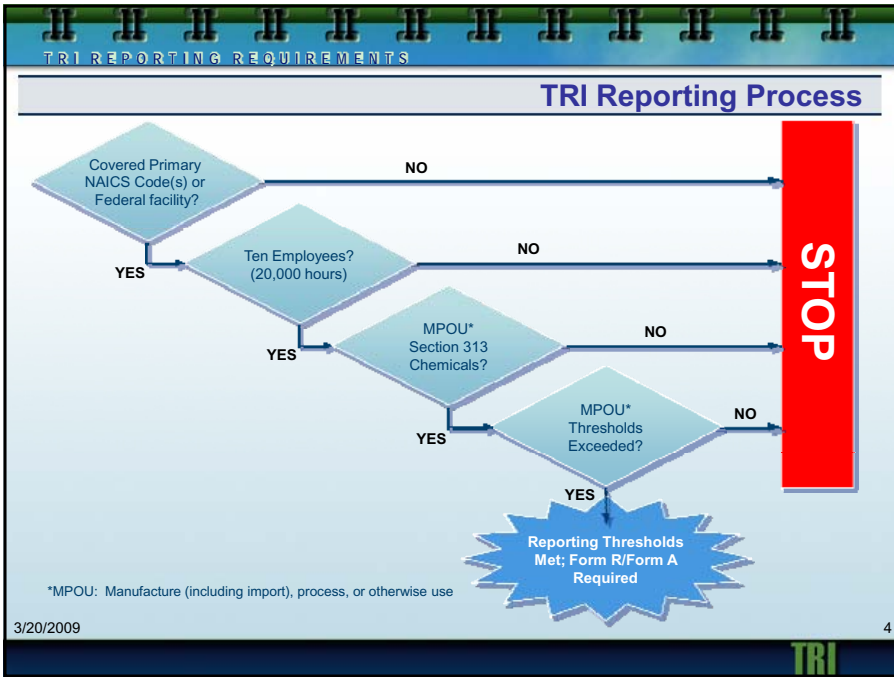 TRI REPORTING REQUIREMENTS
TRI Reporting Process
Covered Primary
NAICS Code(s) or
Federal facility?
NO
YES
Ten Employees?
(20,000 hours)
NO
YES
MPOU*
Section 313
Chemicals?
NO
YES
MPOU*
Thresholds
Exceeded?
NO
YES
STOP
Reporting Thresholds
Met; Form R/Form A
Required
*MPOU: Manufacture (including import), process, or otherwise use
3/20/2009
4
TRI